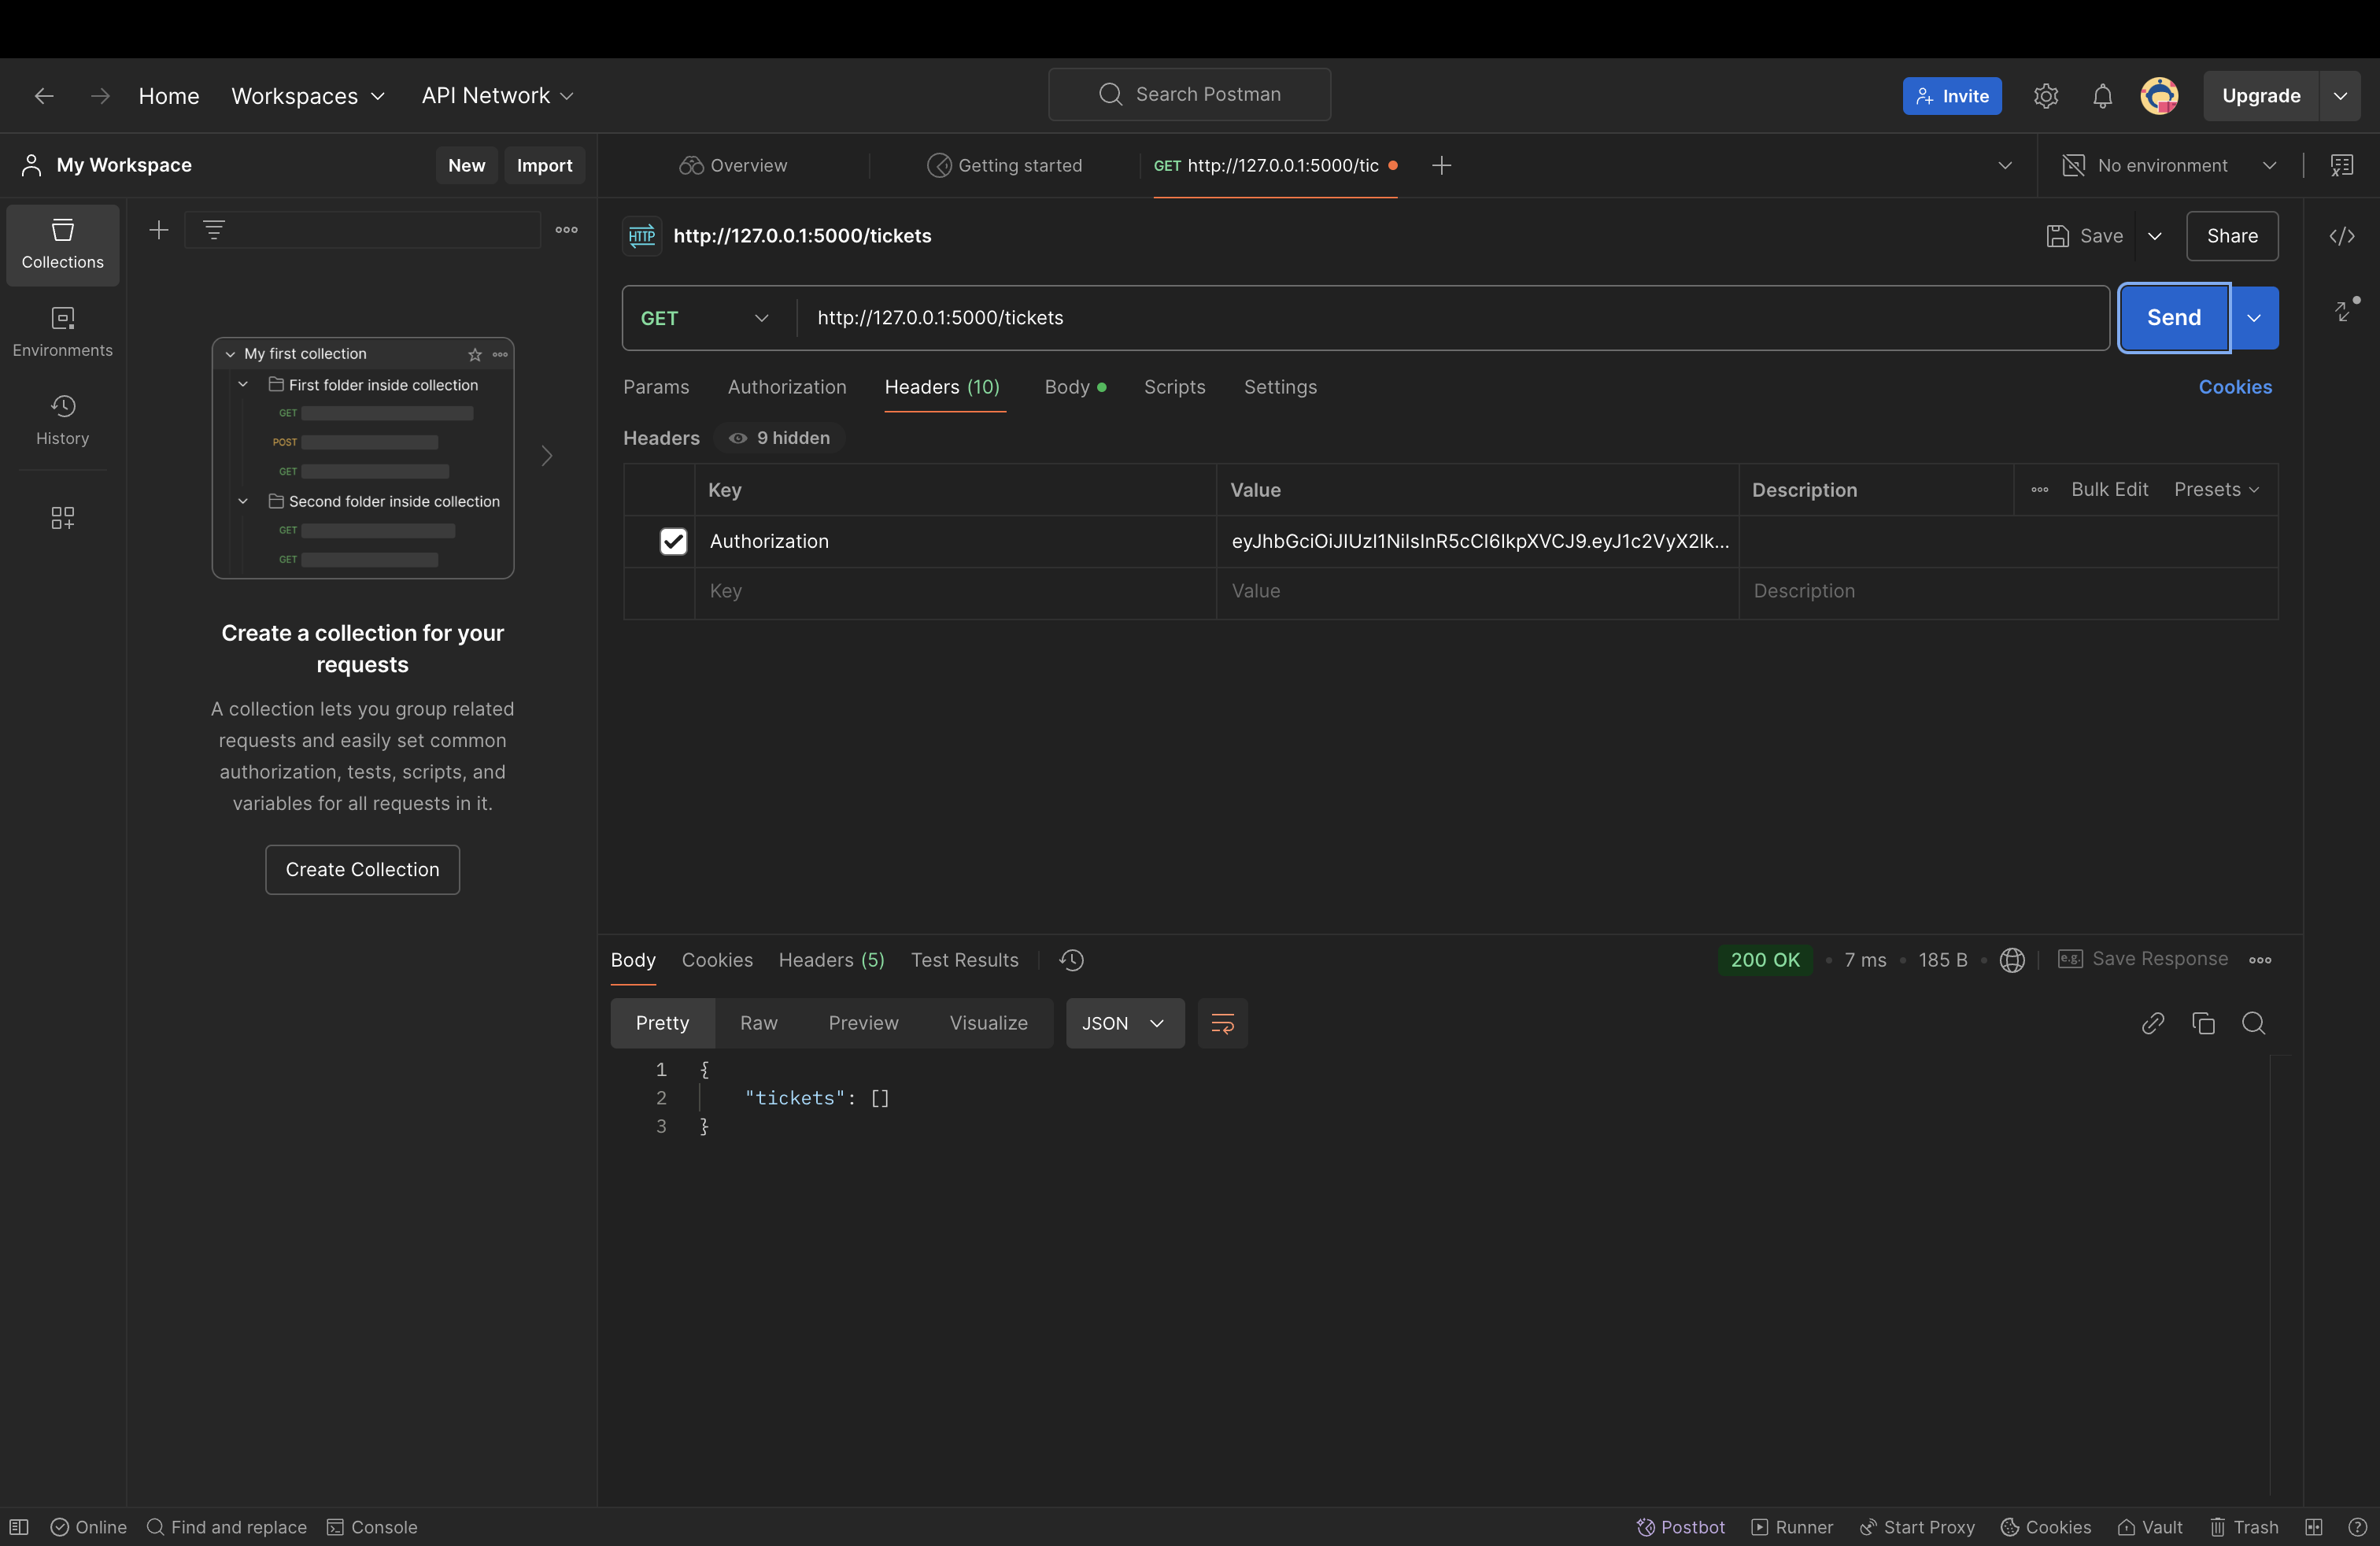 Home Workspaces API Network
Search Postman
Invite
Upgrade
My Workspace
New Import
Overview
Getting started
GET http://127.0.0.1:5000/tic
No environment
Collections
Environments
History
My first collection
First folder inside collection
GET
POST
GET
Second folder inside collection
GET
GET
Create a collection for your
requests
A collection lets you group related
requests and easily set common
authorization, tests, scripts, and
variables for all requests in it.
Create Collection
HTTP http://127.0.0.1:5000/tickets
Save
Share
GET http://127.0.0.1:5000/tickets
Send
Params Authorization Headers (10) Body Scripts Settings
Cookies
Headers 9 hidden
Key Value Description Bulk Edit Presets
Authorization eyJhbGciOiJIUzI1NiIsInR5cCI6IkpXVCJ9.eyJ1c2VyX2lk...
Key Value Description
Body Cookies Headers (5) Test Results
200 OK 7 ms 185 B e.g. Save Response
Pretty Raw Preview Visualize JSON
1 {
2 "tickets": []
3 }
Online Find and replace Console
Postbot Runner Start Proxy Cookies Vault Trash